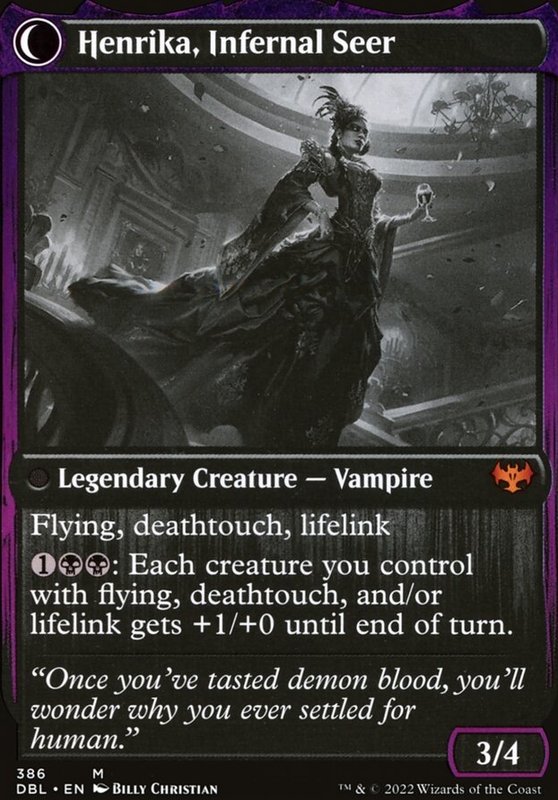 Henrika, Infernal Seer
Legendary Creature — Vampire
Flying, deathtouch, lifelink
1: Each creature you control
with flying, deathtouch, and/or
lifelink gets +1/+0 until end of turn.
“Once you’ve tasted demon blood, you’ll
wonder why you ever settled for
human.”
3/4
386 M
DBL • EN Billy Christian
™ & © 2022 Wizards of the Coast